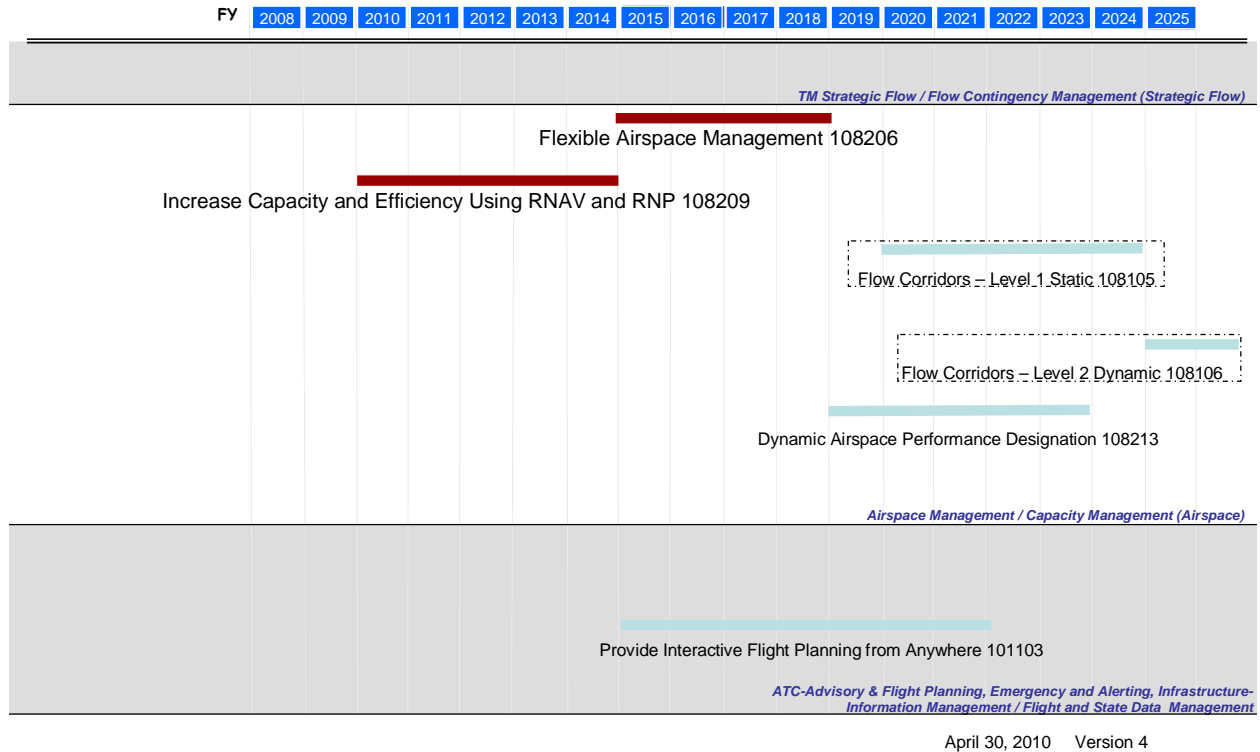 FY 2008 2009 2010 2011 2012 2013 2014 2015 2016 2017 2018 2019 2020 2021 2022 2023 2024 2025
TM Strategic Flow / Flow Contingency Management (Strategic Flow)
Flexible Airspace Management 108206
Increase Capacity and Efficiency Using RNAV and RNP 108209
Flow Corridors – Level 1 Static 108105
Flow Corridors – Level 2 Dynamic 108106
Dynamic Airspace Performance Designation 108213
Airspace Management / Capacity Management (Airspace)
Provide Interactive Flight Planning from Anywhere 101103
ATC-Advisory & Flight Planning, Emergency and Alerting, Infrastructure-
Information Management / Flight and State Data Management
April 30, 2010 Version 4